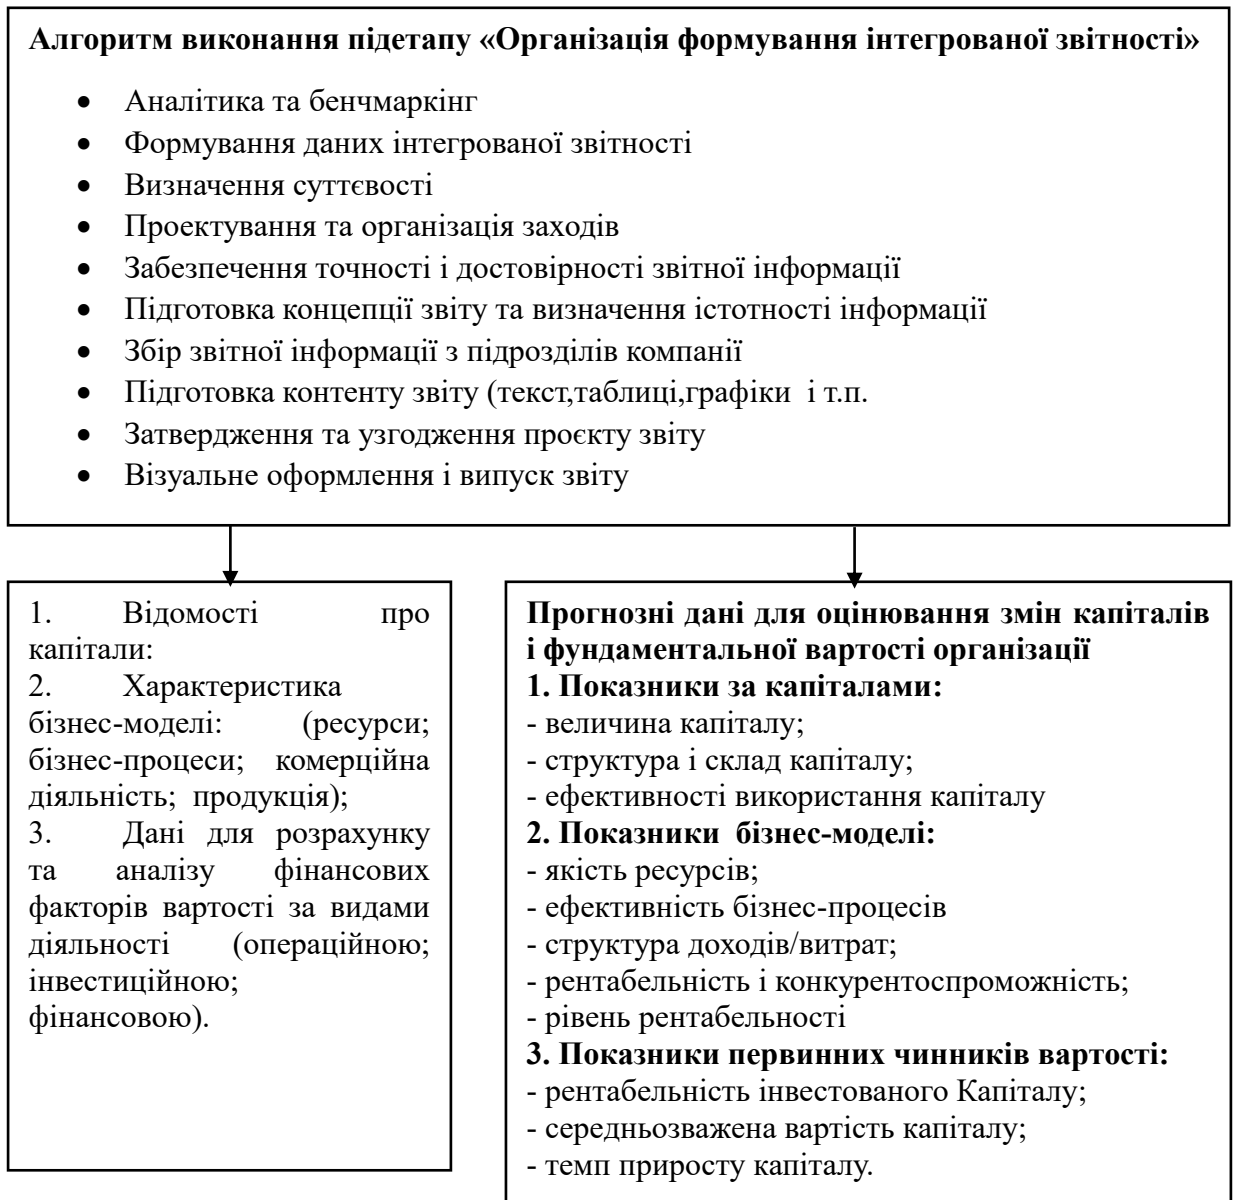 Алгоритм виконання підетапу «Організація формування інтегрованої звітності»
• Аналітика та бенчмаркінг
• Формування даних інтегрованої звітності
• Визначення суттєвості
• Проектування та організація заходів
• Забезпечення точності і достовірності звітної інформації
• Підготовка концепції звіту та визначення істотності інформації
• Збір звітної інформації з підрозділів компанії
• Підготовка контенту звіту (текст,таблиці,графіки і т.п.
• Затвердження та узгодження проєкту звіту
• Візуальне оформлення і випуск звіту
1. Відомості про
капітали:
2. Характеристика
бізнес-моделі: (ресурси;
бізнес-процеси; комерційна
діяльність; продукція);
3. Дані для розрахунку
та аналізу фінансових
факторів вартості за видами
діяльності (операційною;
інвестиційною;
фінансовою).
Прогнозні дані для оцінювання змін капіталів
і фундаментальної вартості організації
1. Показники за капіталами:
- величина капіталу;
- структура і склад капіталу;
- ефективності використання капіталу
2. Показники бізнес-моделі:
- якість ресурсів;
- ефективність бізнес-процесів
- структура доходів/витрат;
- рентабельність і конкурентоспроможність;
- рівень рентабельності
3. Показники первинних чинників вартості:
- рентабельність інвестованого Капіталу;
- середньозважена вартість капіталу;
- темп приросту капіталу.